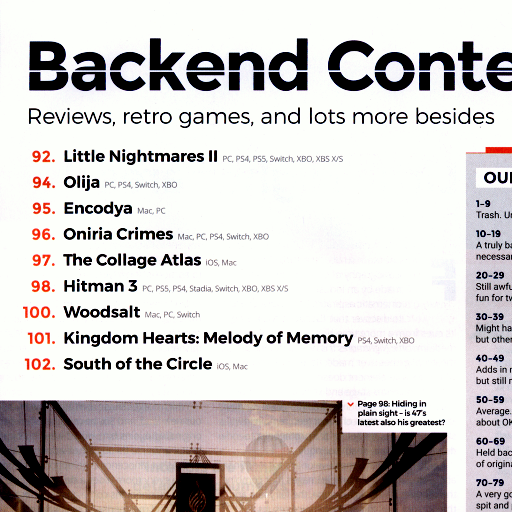 Backend Conte
Reviews, retro games, and lots more besides
92. Little Nightmares II PC, PS4, PS5, Switch, XBO, XBS X/S
94. Olija PC, PS4, Switch, XBO
95. Encodya Mac, PC
96. Oniria Crimes Mac, PC, PS4, Switch, XBO
97. The Collage Atlas iOS, Mac
98. Hitman 3 PC, PS5, PS4, Stadia, Switch, XBO, XBS X/S
100. Woodsalt Mac, PC, Switch
101. Kingdom Hearts: Melody of Memory PS4, Switch, XBO
102. South of the Circle iOS, Mac
Page 98: Hiding in
plain sight – is 47's
latest also his greatest?
OU
1–9
Trash. Un
10–19
A truly ba
necessar
20–29
Still awfu
fun for tw
30–39
Might ha
but other
40–49
Adds in r
but still n
50–59
Average.
about OK
60–69
Held bac
of origina
70–79
A very go
spit and